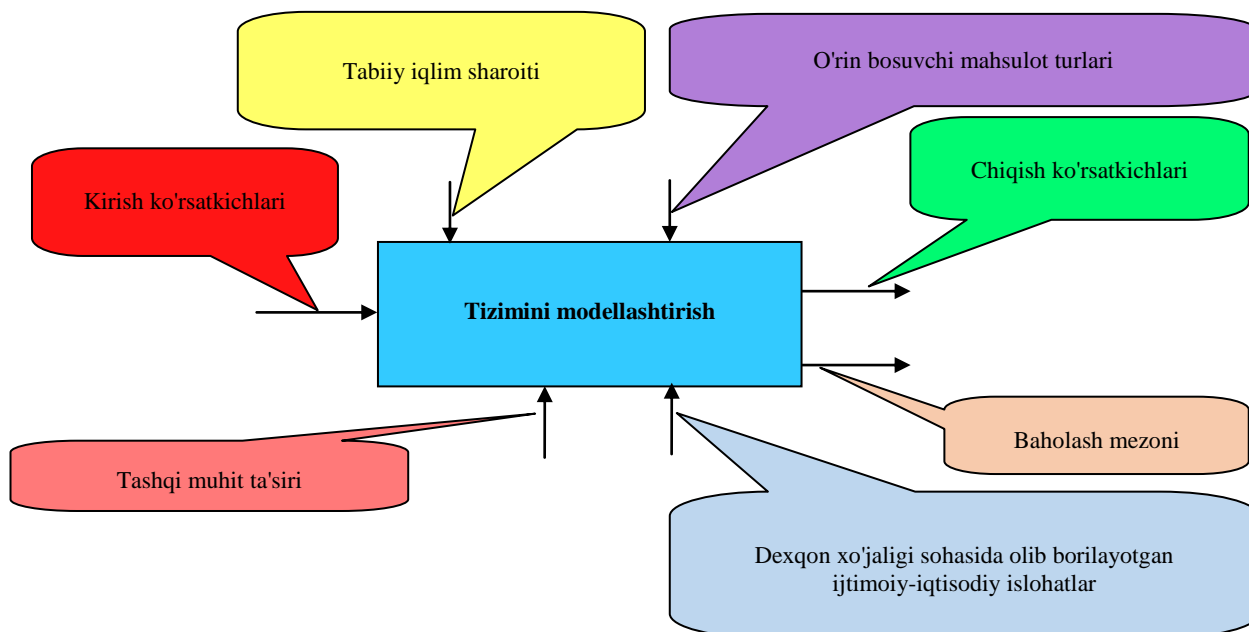 Tabiiy iqlim sharoiti
O'rin bosuvchi mahsulot turlari
Kirish ko'rsatkichlari
Chiqish ko'rsatkichlari
Tizimini modellashtirish
Tashqi muhit ta'siri
Baholash mezoni
Dexqon xo'jaligi sohasida olib borilayotgan
ijtimoiy-iqtisodiy islohatlar